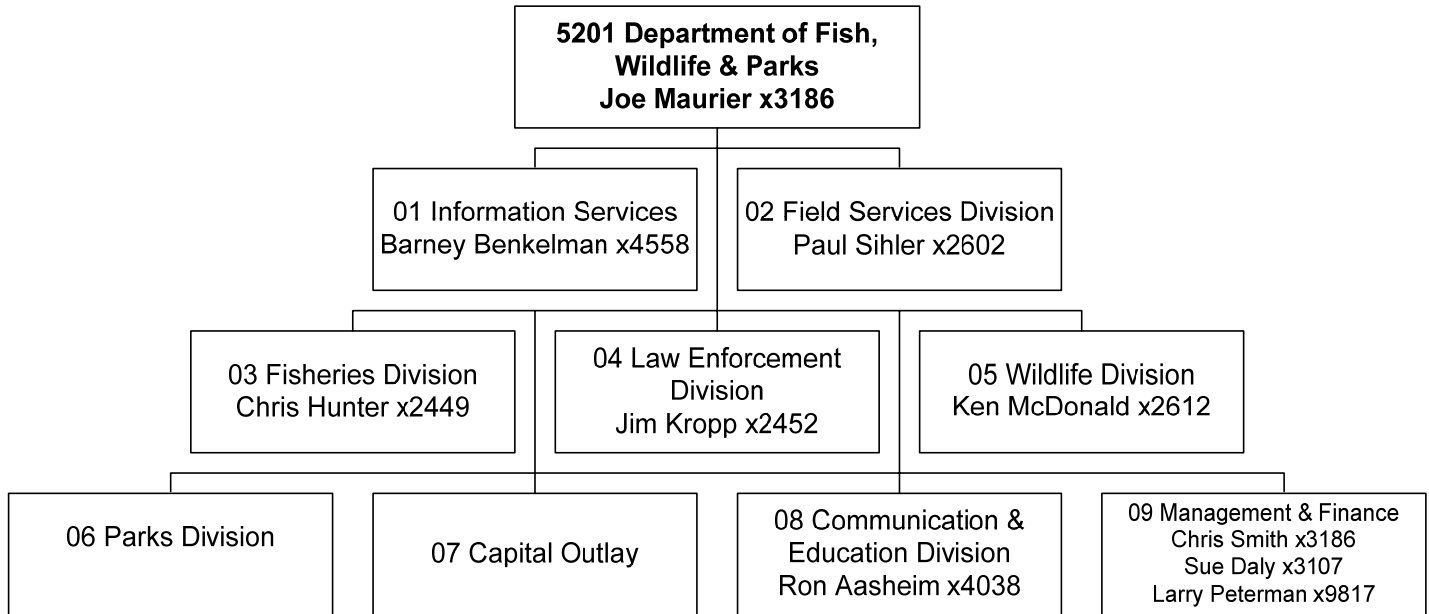 5201 Department of Fish,
Wildlife & Parks
Joe Maurier x3186
01 Information Services
Barney Benkelman x4558
02 Field Services Division
Paul Sihler x2602
03 Fisheries Division
Chris Hunter x2449
04 Law Enforcement
Division
Jim Kropp x2452
05 Wildlife Division
Ken McDonald x2612
06 Parks Division
07 Capital Outlay
08 Communication &
Education Division
Ron Aasheim x4038
09 Management & Finance
Chris Smith x3186
Sue Daly x3107
Larry Peterman x9817